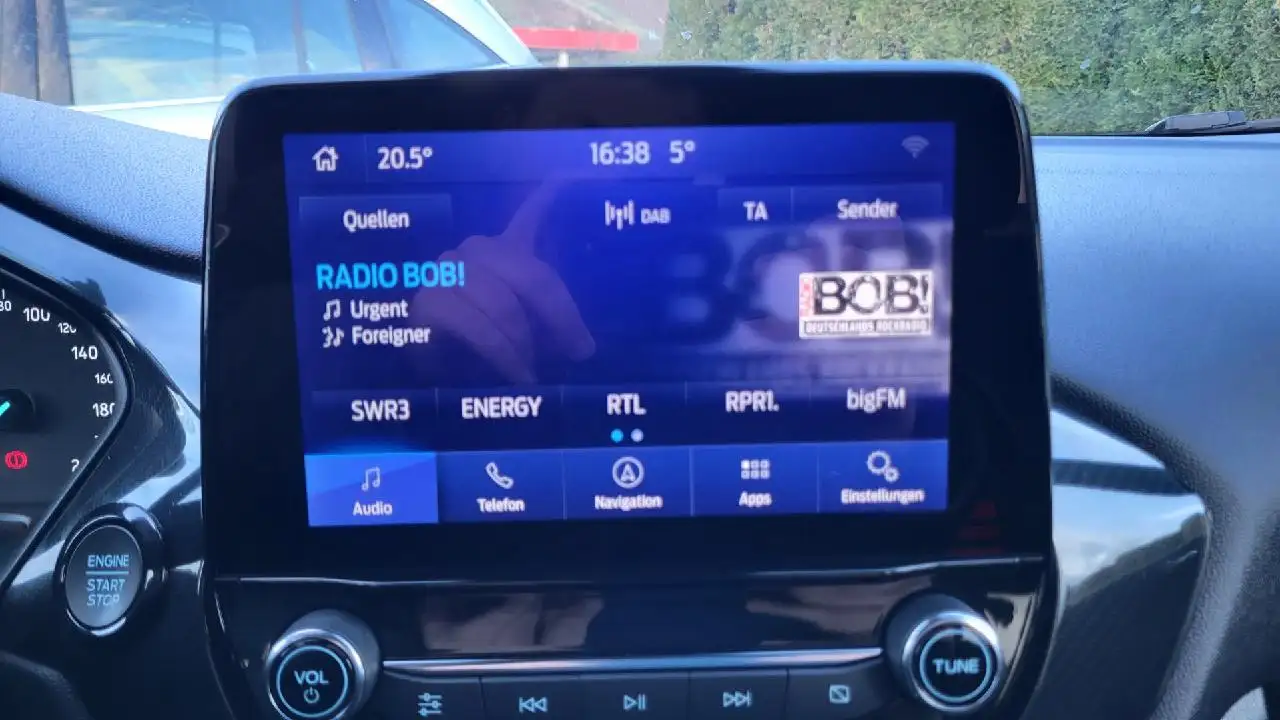 20.5°
16:38 5°
Quellen
DAB
TA
Sender
RADIO BOB!
Urgent
Foreigner
RADIO
BOB!
DEUTSCHLANDS ROCKRADIO
SWR3
ENERGY
RTL
RPR1.
bigFM
Audio
Telefon
Navigation
Apps
Einstellungen
100
120
140
160
180
ENGINE
START
STOP
VOL
TUNE